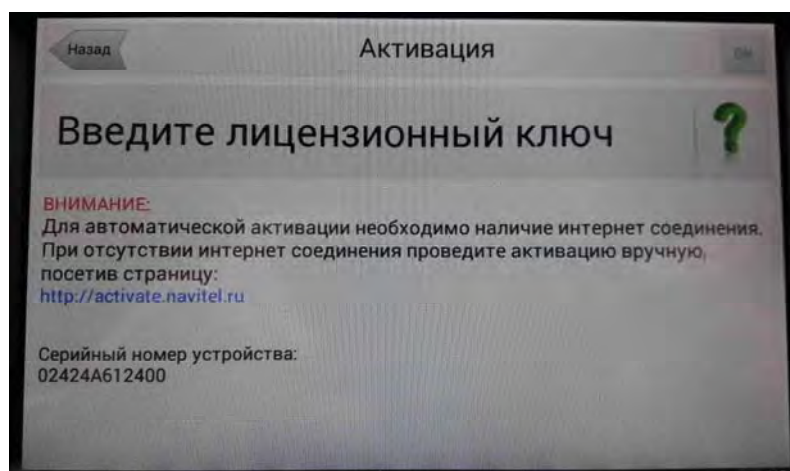 Назад
Активация
Ok
Введите лицензионный ключ
ВНИМАНИЕ:
Для автоматической активации необходимо наличие интернет соединения.
При отсутствии интернет соединения проведите активацию вручную,
посетив страницу:
http://activate.navitel.ru
Серийный номер устройства:
02424A612400